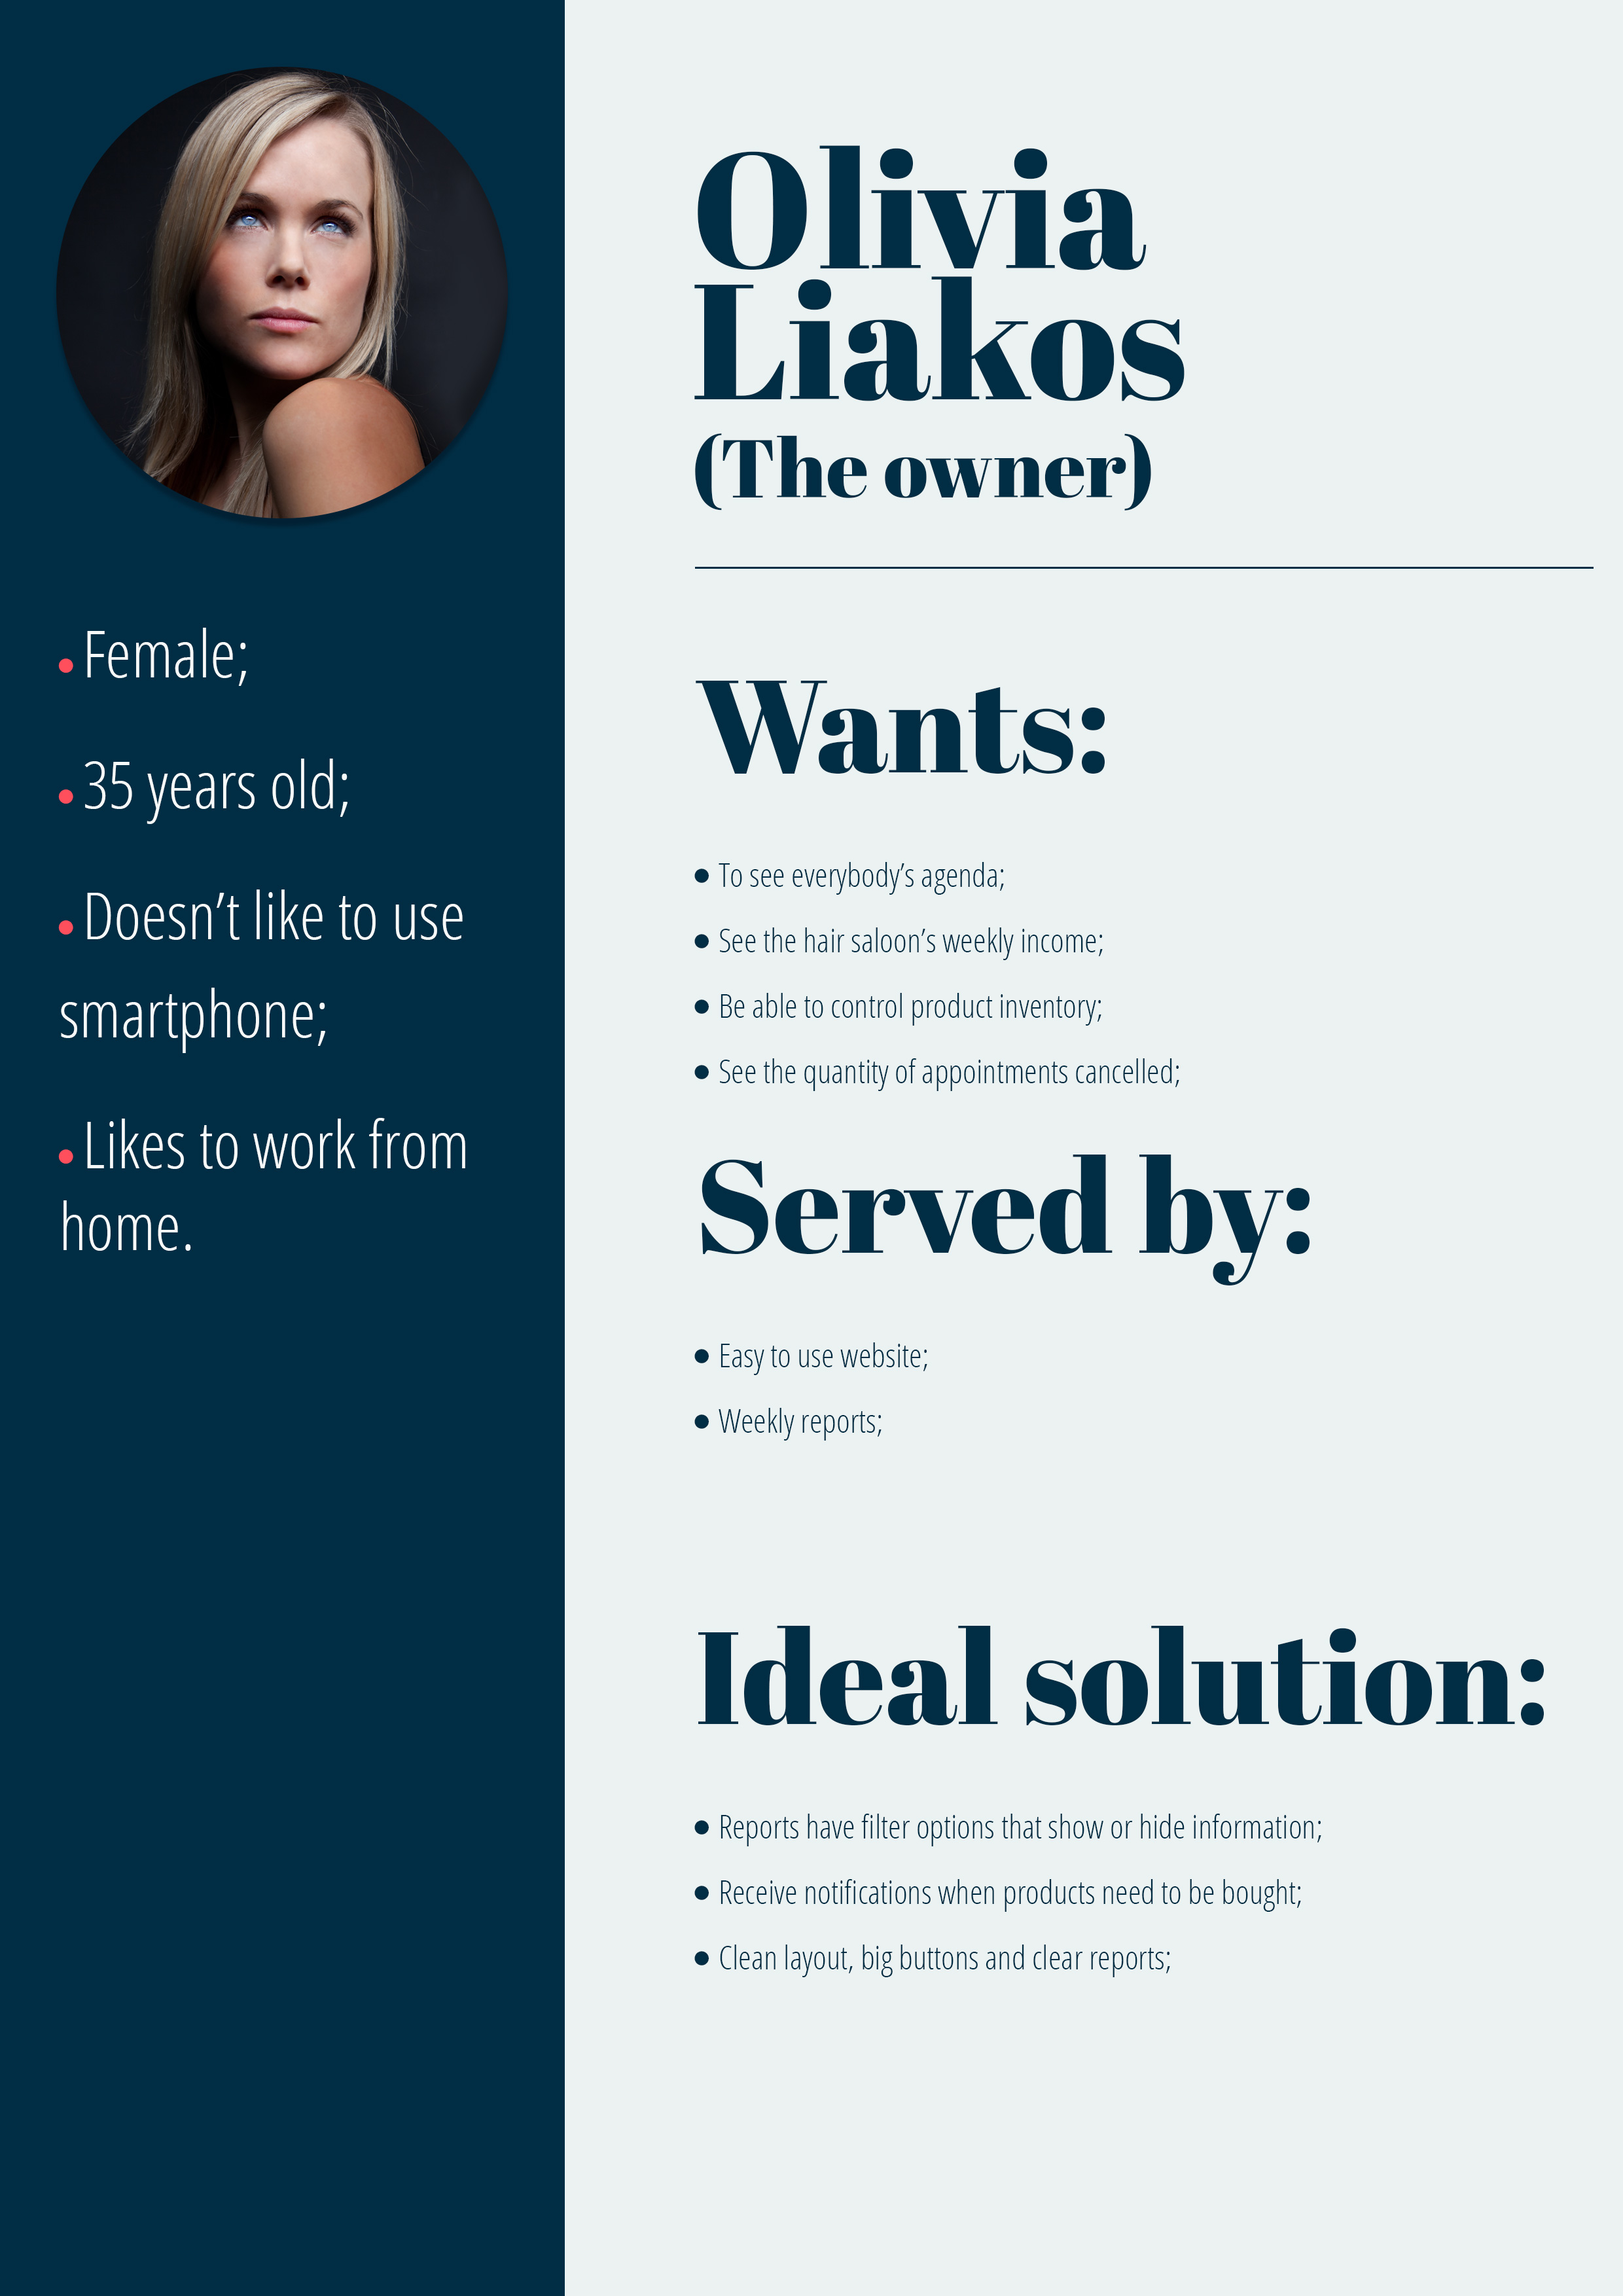 Olivia
Liakos
(The owner)
• Female;
• 35 years old;
• Doesn’t like to use
smartphone;
• Likes to work from
home.
Wants:
• To see everybody’s agenda;
• See the hair saloon’s weekly income;
• Be able to control product inventory;
• See the quantity of appointments cancelled;
Served by:
• Easy to use website;
• Weekly reports;
Ideal solution:
• Reports have filter options that show or hide information;
• Receive notifications when products need to be bought;
• Clean layout, big buttons and clear reports;